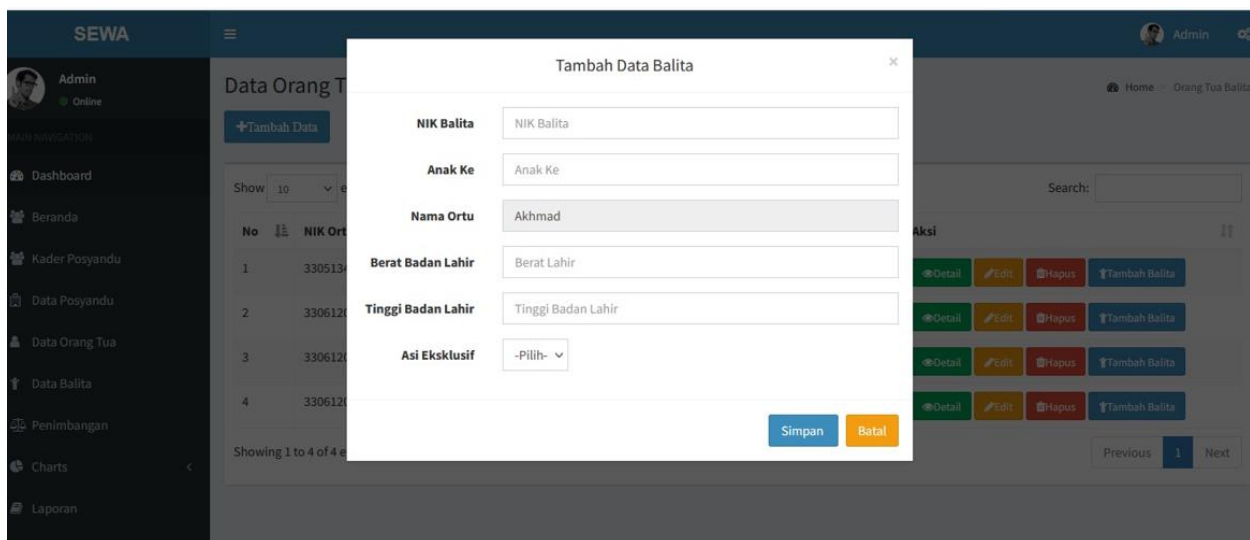 SEWA
Admin
Admin
Online
MAIN NAVIGATION
Dashboard
Beranda
Kader Posyandu
Data Posyandu
Data Orang Tua
Data Balita
Penimbangan
Charts
Laporan
Data Orang T
Home > Orang Tua Balita
+Tambah Data
Show 10 e
Search:
No NIK Ort Aksi
1 3305134 Detail Edit Hapus Tambah Balita
2 3306120 Detail Edit Hapus Tambah Balita
3 3306120 Detail Edit Hapus Tambah Balita
4 3306120 Detail Edit Hapus Tambah Balita
Showing 1 to 4 of 4 e
Previous 1 Next
Tambah Data Balita ×
NIK Balita NIK Balita
Anak Ke Anak Ke
Nama Ortu Akhmad
Berat Badan Lahir Berat Lahir
Tinggi Badan Lahir Tinggi Badan Lahir
Asi Eksklusif -Pilih-
Simpan Batal